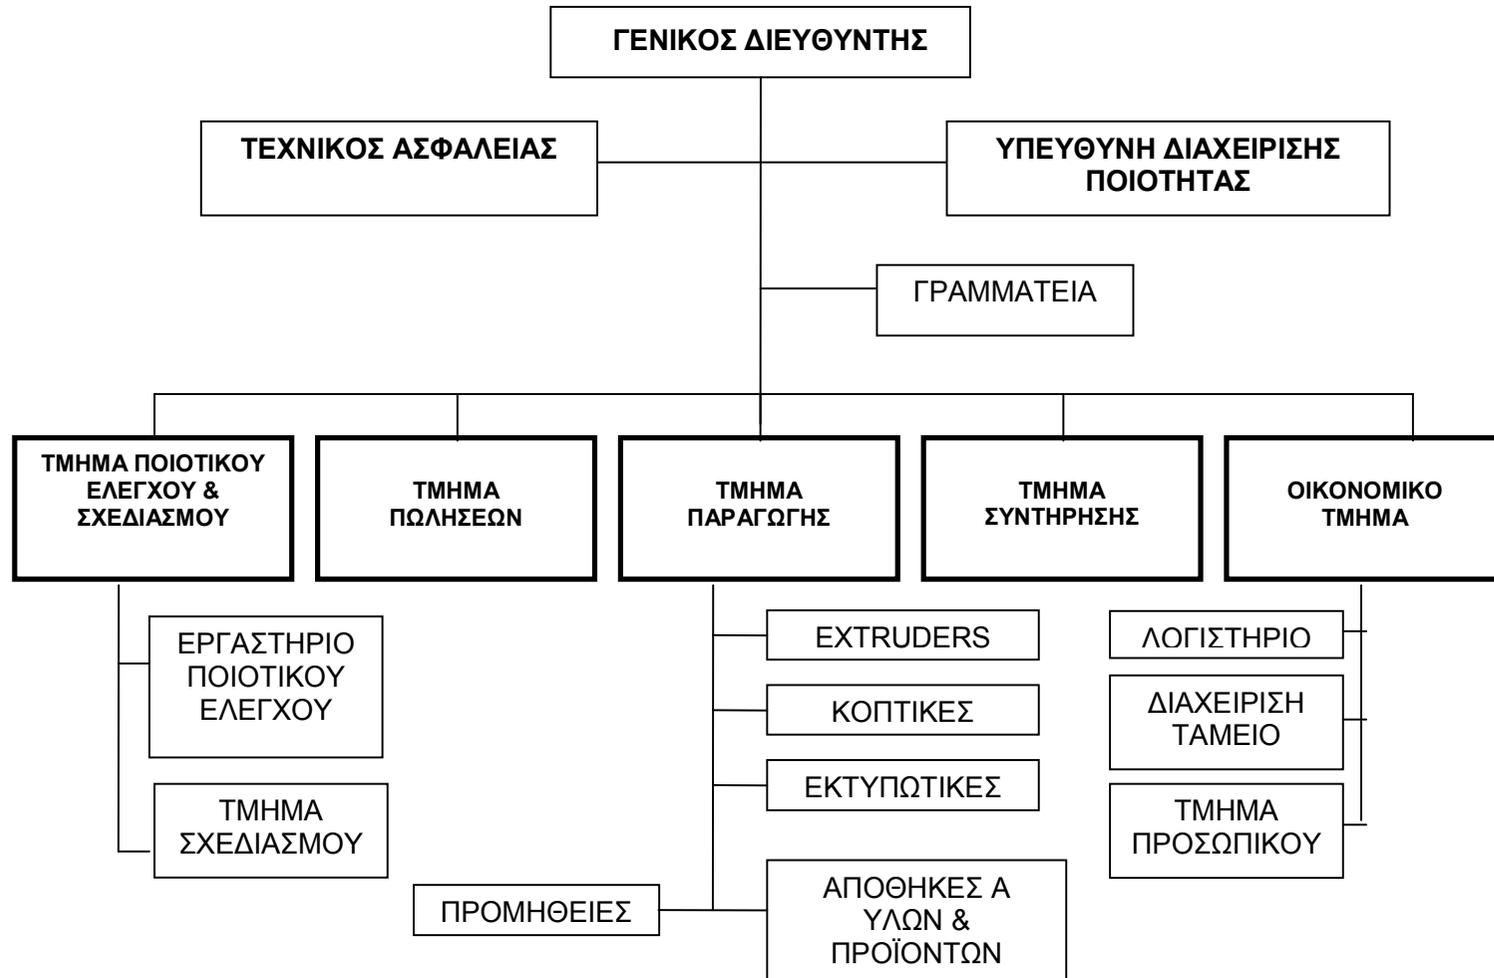 ΓΕΝΙΚΟΣ ΔΙΕΥΘΥΝΤΗΣ
ΤΕΧΝΙΚΟΣ ΑΣΦΑΛΕΙΑΣ
ΥΠΕΥΘΥΝΗ ΔΙΑΧΕΙΡΙΣΗΣ
ΠΟΙΟΤΗΤΑΣ
ΓΡΑΜΜΑΤΕΙΑ
ΤΜΗΜΑ ΠΟΙΟΤΙΚΟΥ
ΕΛΕΓΧΟΥ &
ΣΧΕΔΙΑΣΜΟΥ
ΤΜΗΜΑ
ΠΩΛΗΣΕΩΝ
ΤΜΗΜΑ
ΠΑΡΑΓΩΓΗΣ
ΤΜΗΜΑ
ΣΥΝΤΗΡΗΣΗΣ
ΟΙΚΟΝΟΜΙΚΟ
ΤΜΗΜΑ
ΕΡΓΑΣΤΗΡΙΟ
ΠΟΙΟΤΙΚΟΥ
ΕΛΕΓΧΟΥ
ΤΜΗΜΑ
ΣΧΕΔΙΑΣΜΟΥ
EXTRUDERS
ΚΟΠΤΙΚΕΣ
ΕΚΤΥΠΩΤΙΚΕΣ
ΠΡΟΜΗΘΕΙΕΣ
ΑΠΟΘΗΚΕΣ Α
ΥΛΩΝ &
ΠΡΟΪΟΝΤΩΝ
ΛΟΓΙΣΤΗΡΙΟ
ΔΙΑΧΕΙΡΙΣΗ
ΤΑΜΕΙΟ
ΤΜΗΜΑ
ΠΡΟΣΩΠΙΚΟΥ